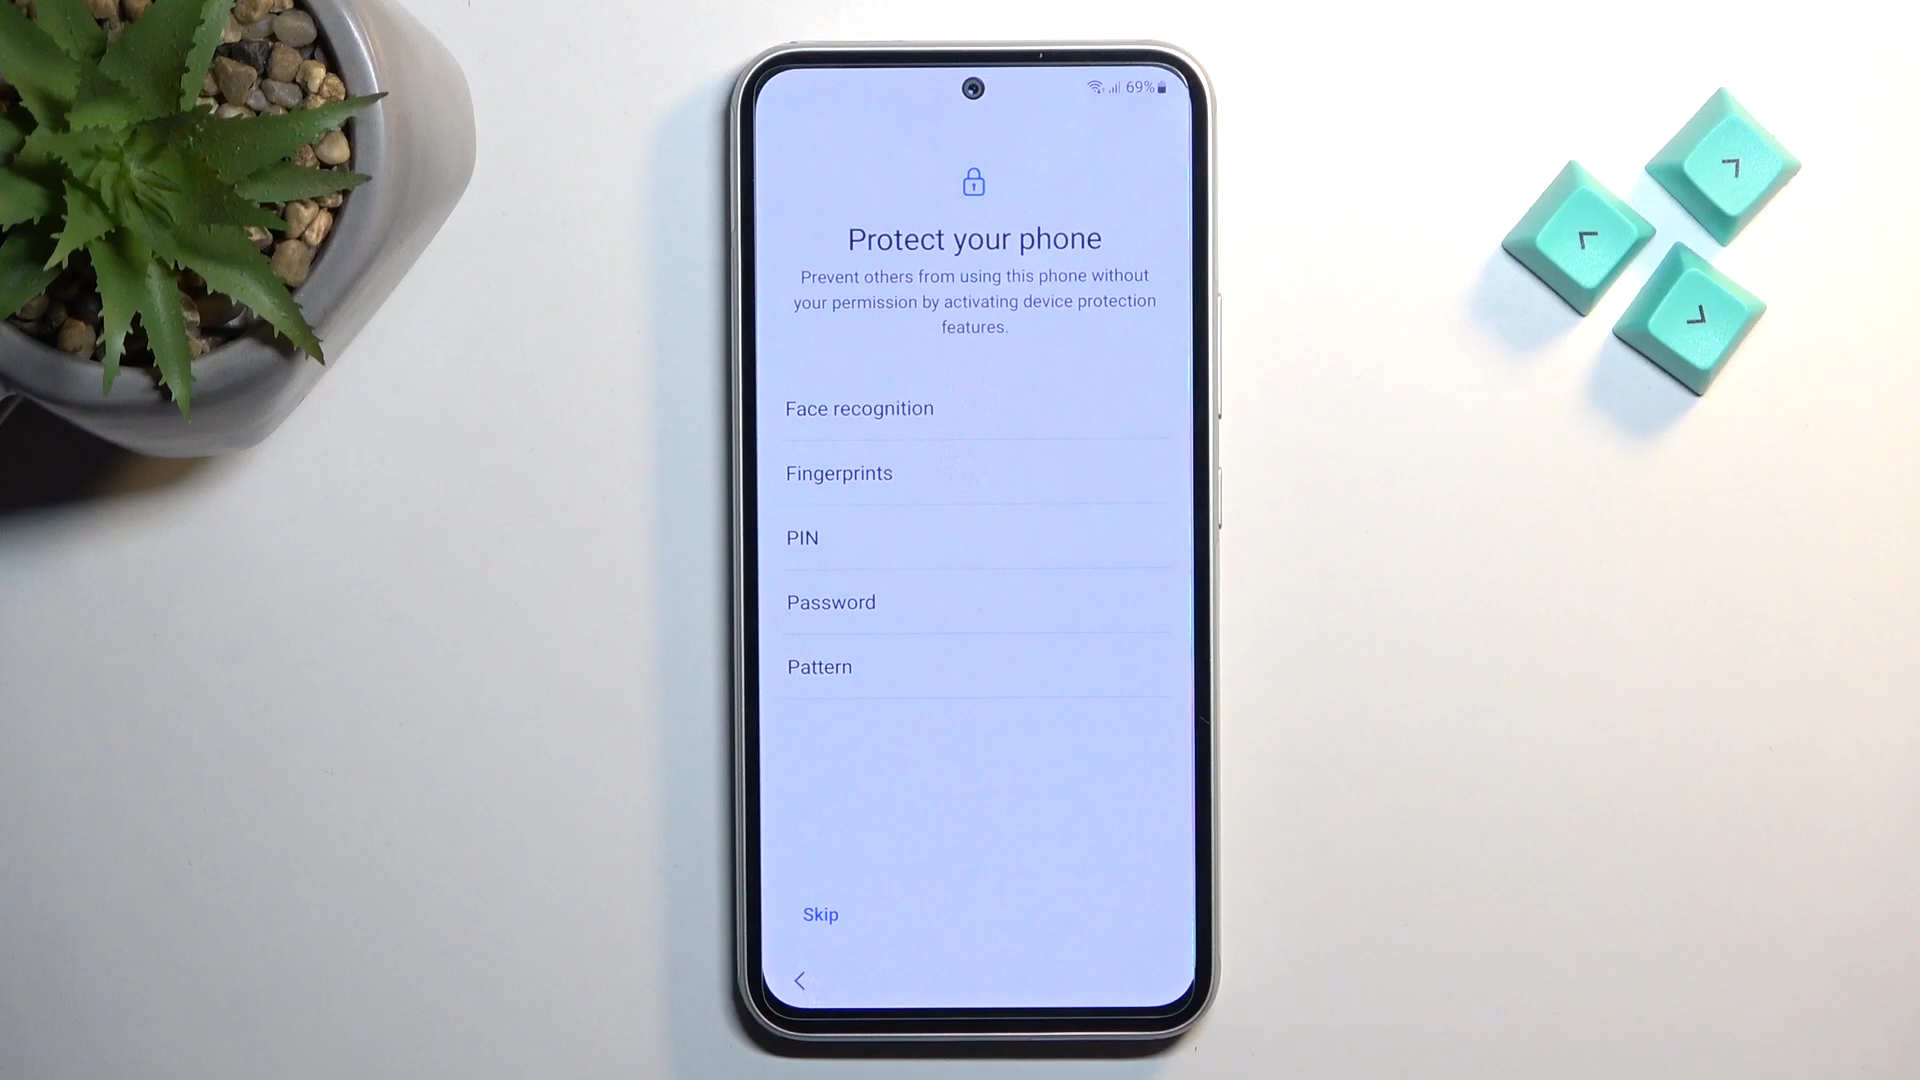 69%
Protect your phone
Prevent others from using this phone without
your permission by activating device protection
features.
Face recognition
Fingerprints
PIN
Password
Pattern
Skip